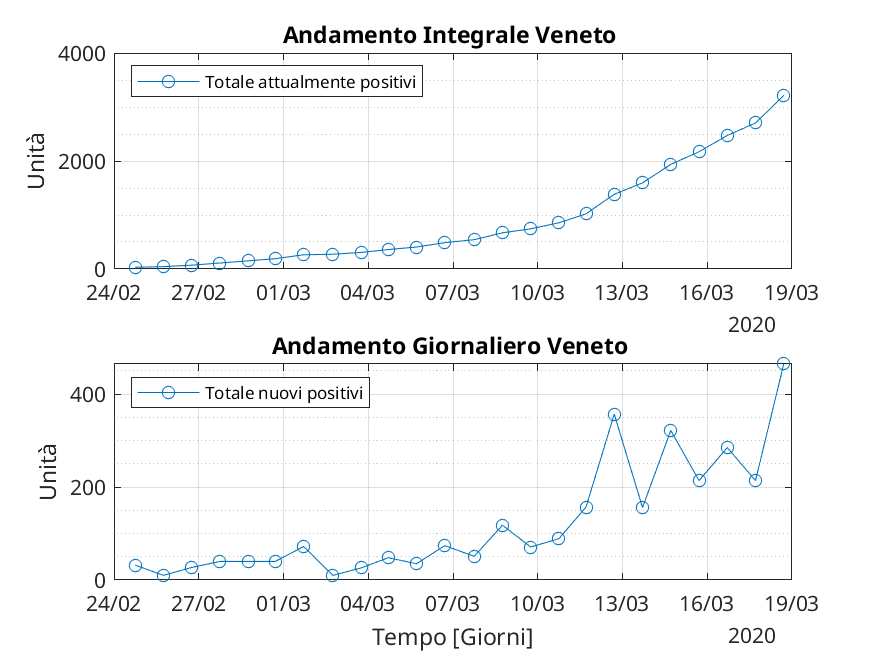 Andamento Integrale Veneto
4000
Totale attualmente positivi
Unità
2000
0
24/02 27/02 01/03 04/03 07/03 10/03 13/03 16/03 19/03
2020
Andamento Giornaliero Veneto
Totale nuovi positivi
400
Unità
200
0
24/02 27/02 01/03 04/03 07/03 10/03 13/03 16/03 19/03
Tempo [Giorni]
2020